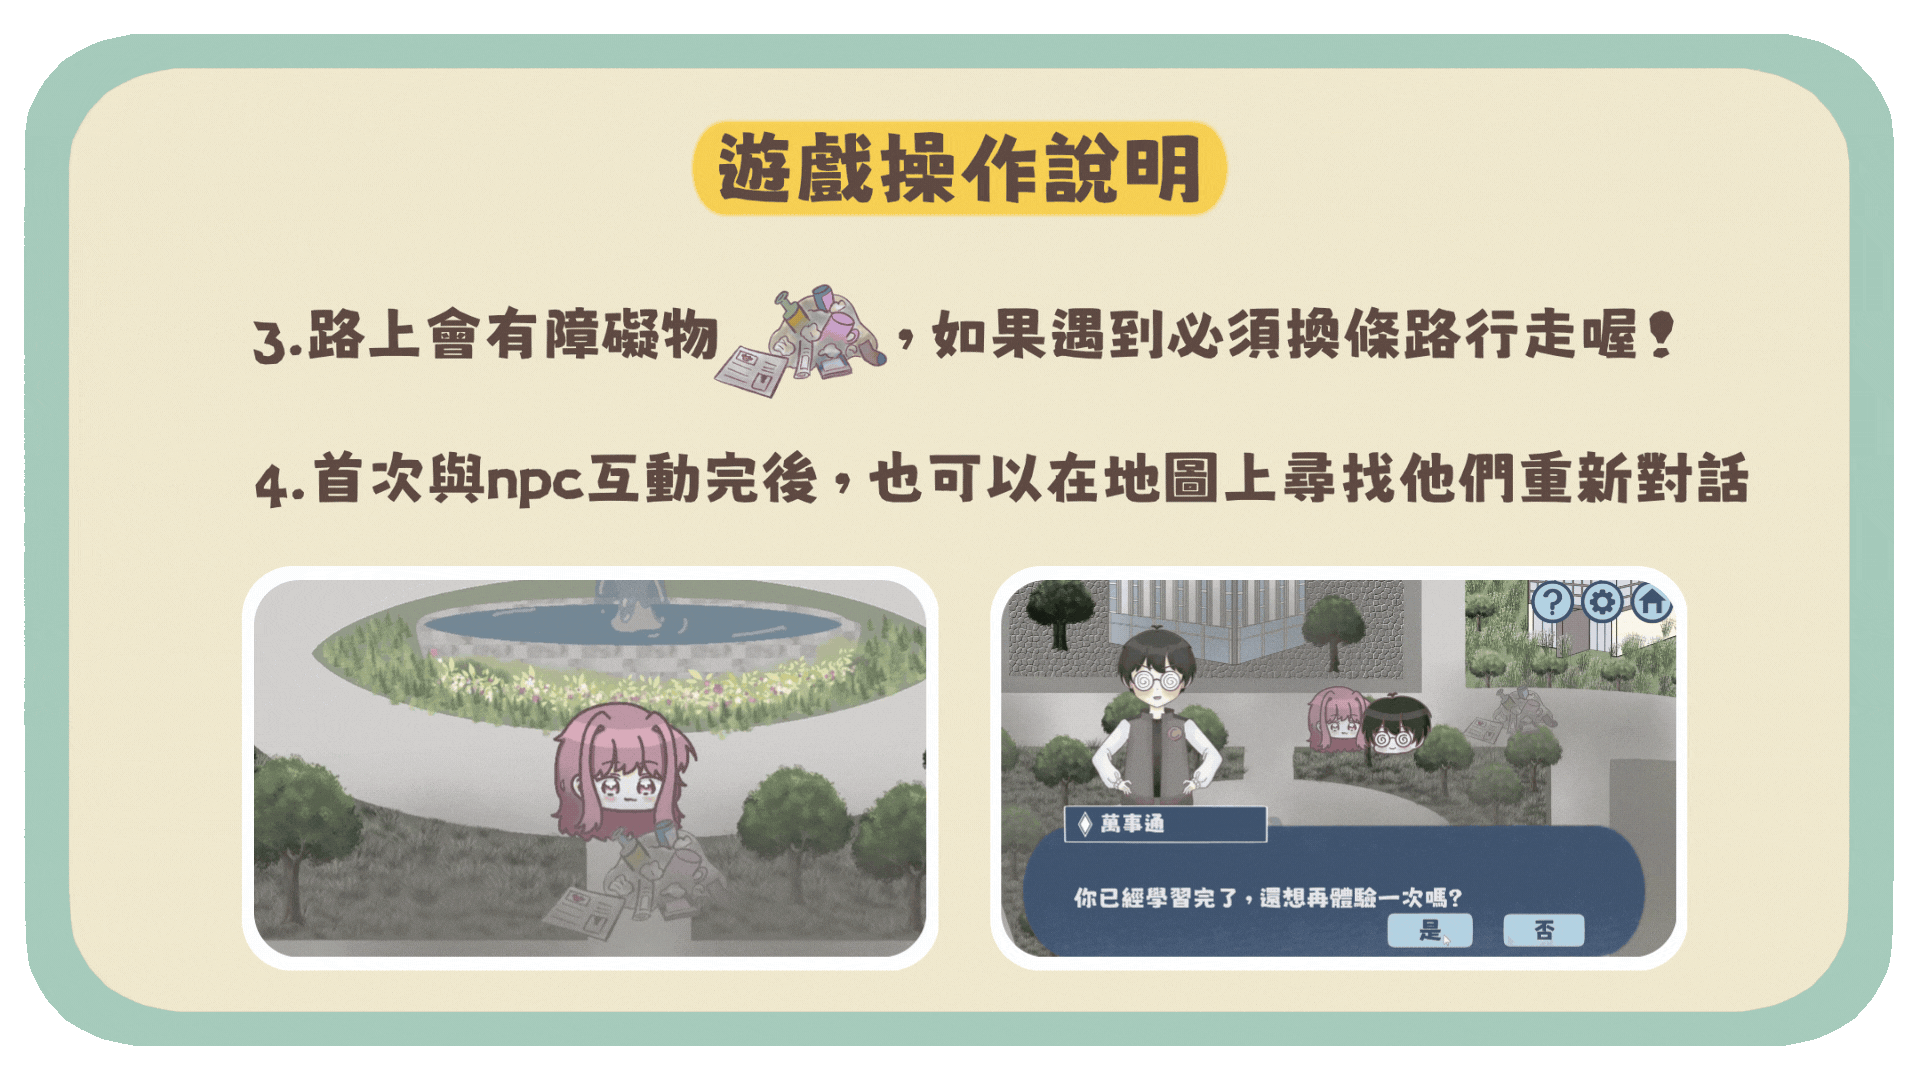 遊戲操作說明
3.路上會有障礙物，如果遇到必須換條路行走喔！
4.首次與npc互動完後，也可以在地圖上尋找他們重新對話
?
萬事通
你已經學習完了，還想再體驗一次嗎?
是
否